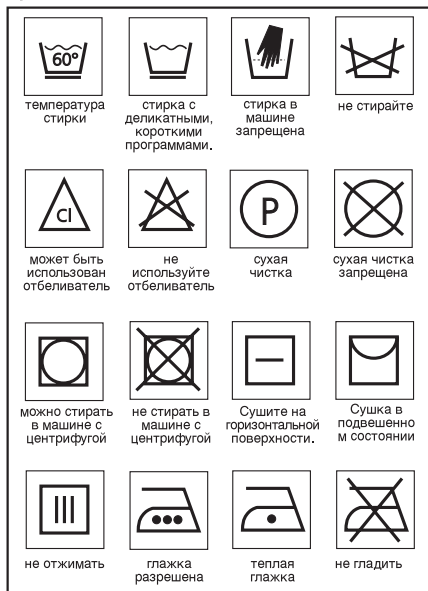 60°
температура
стирки
стирка с
деликатными,
короткими
программами.
стирка в
машине
запрещена
не стирайте
Cl
может быть
использован
отбеливатель
не
используйте
отбеливатель
P
сухая
чистка
сухая чистка
запрещена
можно стирать
в машине с
центрифугой
не стирать в
машине с
центрифугой
Сушите на
горизонтальной
поверхности.
Сушка в
подвешенно
м состоянии
не отжимать
глажка
разрешена
теплая
глажка
не гладить